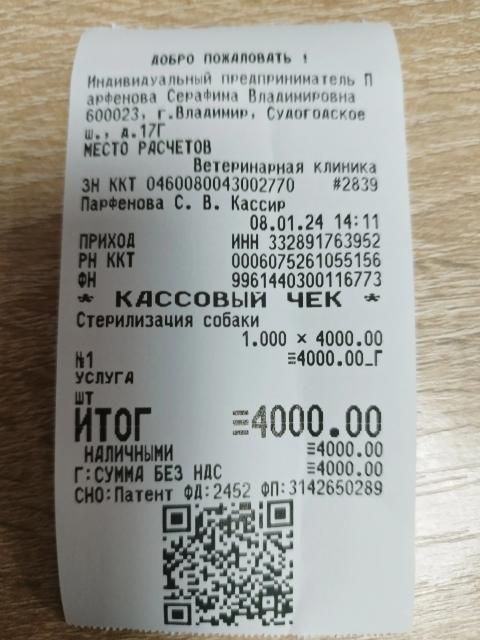 ДОБРО ПОЖАЛОВАТЬ !
Индивидуальный предприниматель П
арфенова Серафима Владимировна
600023, г.Владимир, Судогодское
ш., д.17Г
МЕСТО РАСЧЕТОВ
Ветеринарная клиника
ЗН ККТ 0460080043002770 #2839
Парфенова С. В. Кассир
08.01.24 14:11
ПРИХОД ИНН 332891763952
РН ККТ 0006075261055156
ФН 9961440300116773
* КАССОВЫЙ ЧЕК *
Стерилизация собаки
1.000 × 4000.00
№1 ≡4000.00_Г
УСЛУГА
ШТ
ИТОГ ≡4000.00
НАЛИЧНЫМИ ≡4000.00
Г:СУММА БЕЗ НДС ≡4000.00
СНО:Патент ФД:2452 ФП:3142650289